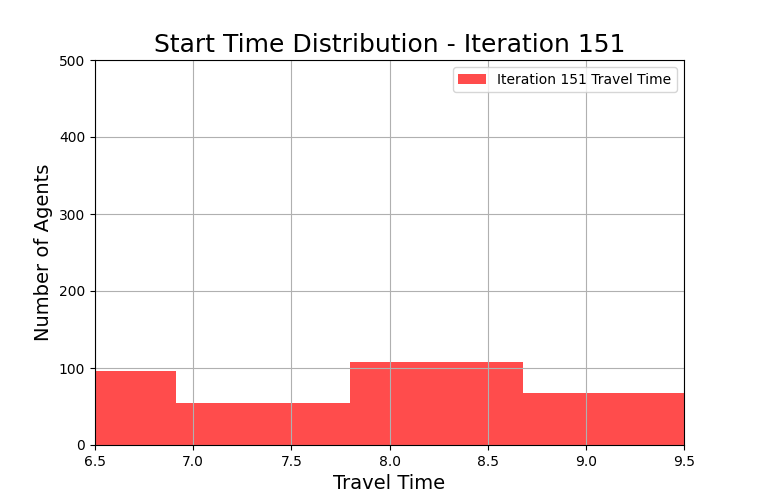 Start Time Distribution - Iteration 151
500
400
300
200
100
0
Number of Agents
Iteration 151 Travel Time
6.5 7.0 7.5 8.0 8.5 9.0 9.5
Travel Time